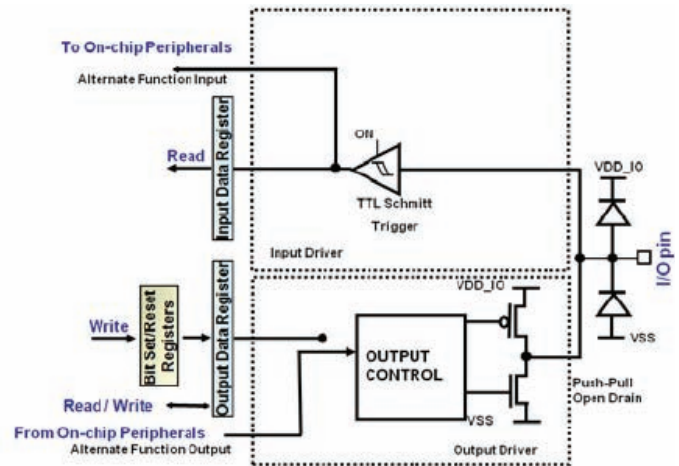 To On-chip Peripherals
Alternate Function Input
Read
Input Data Register
ON
TTL Schmitt
Trigger
Input Driver
VDD_IO
I/O pin
VSS
Write
Bit Set/Reset
Registers
Output Data Register
Read / Write
From On-chip Peripherals
Alternate Function Output
OUTPUT
CONTROL
VDD_IO
VSS
Push-Pull
Open Drain
Output Driver